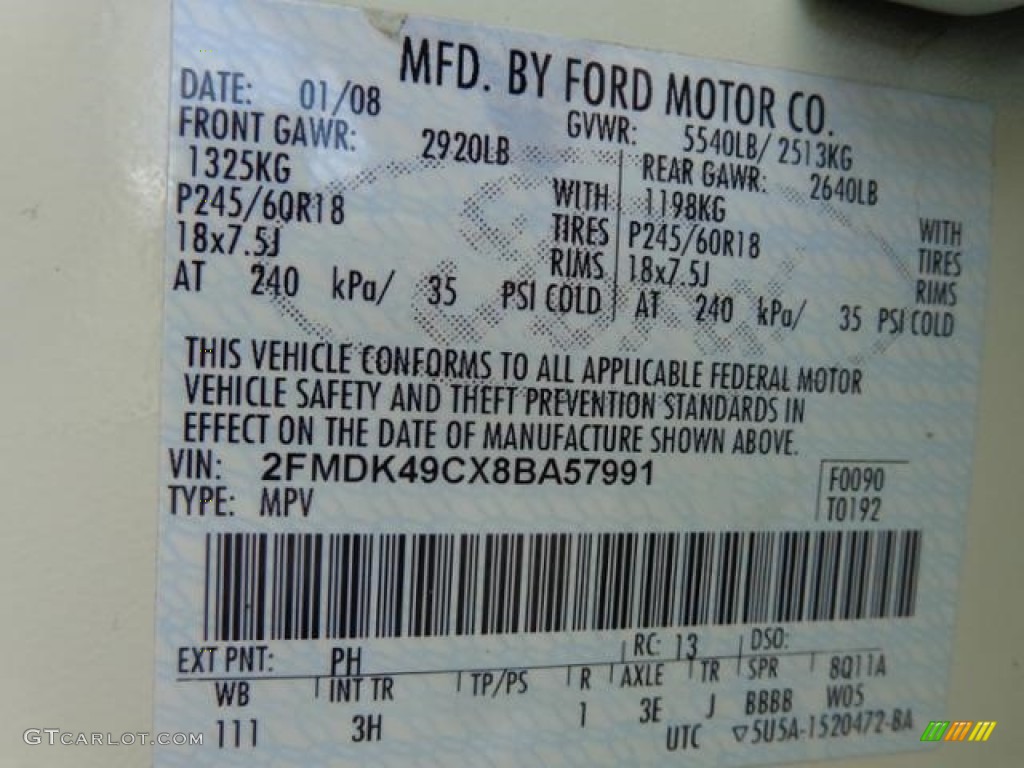 MFD. BY FORD MOTOR CO.
DATE: 01/08 GVWR: 5540LB/ 2513KG
FRONT GAWR: 2920LB REAR GAWR: 2640LB
1325KG WITH 1198KG WITH
P245/60R18 TIRES P245/60R18 TIRES
18x7.5J RIMS 18x7.5J RIMS
AT 240 kPa/ 35 PSI COLD AT 240 kPa/ 35 PSI COLD
THIS VEHICLE CONFORMS TO ALL APPLICABLE FEDERAL MOTOR
VEHICLE SAFETY AND THEFT PREVENTION STANDARDS IN
EFFECT ON THE DATE OF MANUFACTURE SHOWN ABOVE.
VIN: 2FMDK49CX8BA57991 F0090
TYPE: MPV T0192
EXT PNT: PH RC: 13 DSO:
WB INT TR TP/PS R AXLE TR SPR 8Q11A
111 3H 1 3E J BBBB W05
UTC ▽5U5A-1520472-BA
GTCARLOT.COM